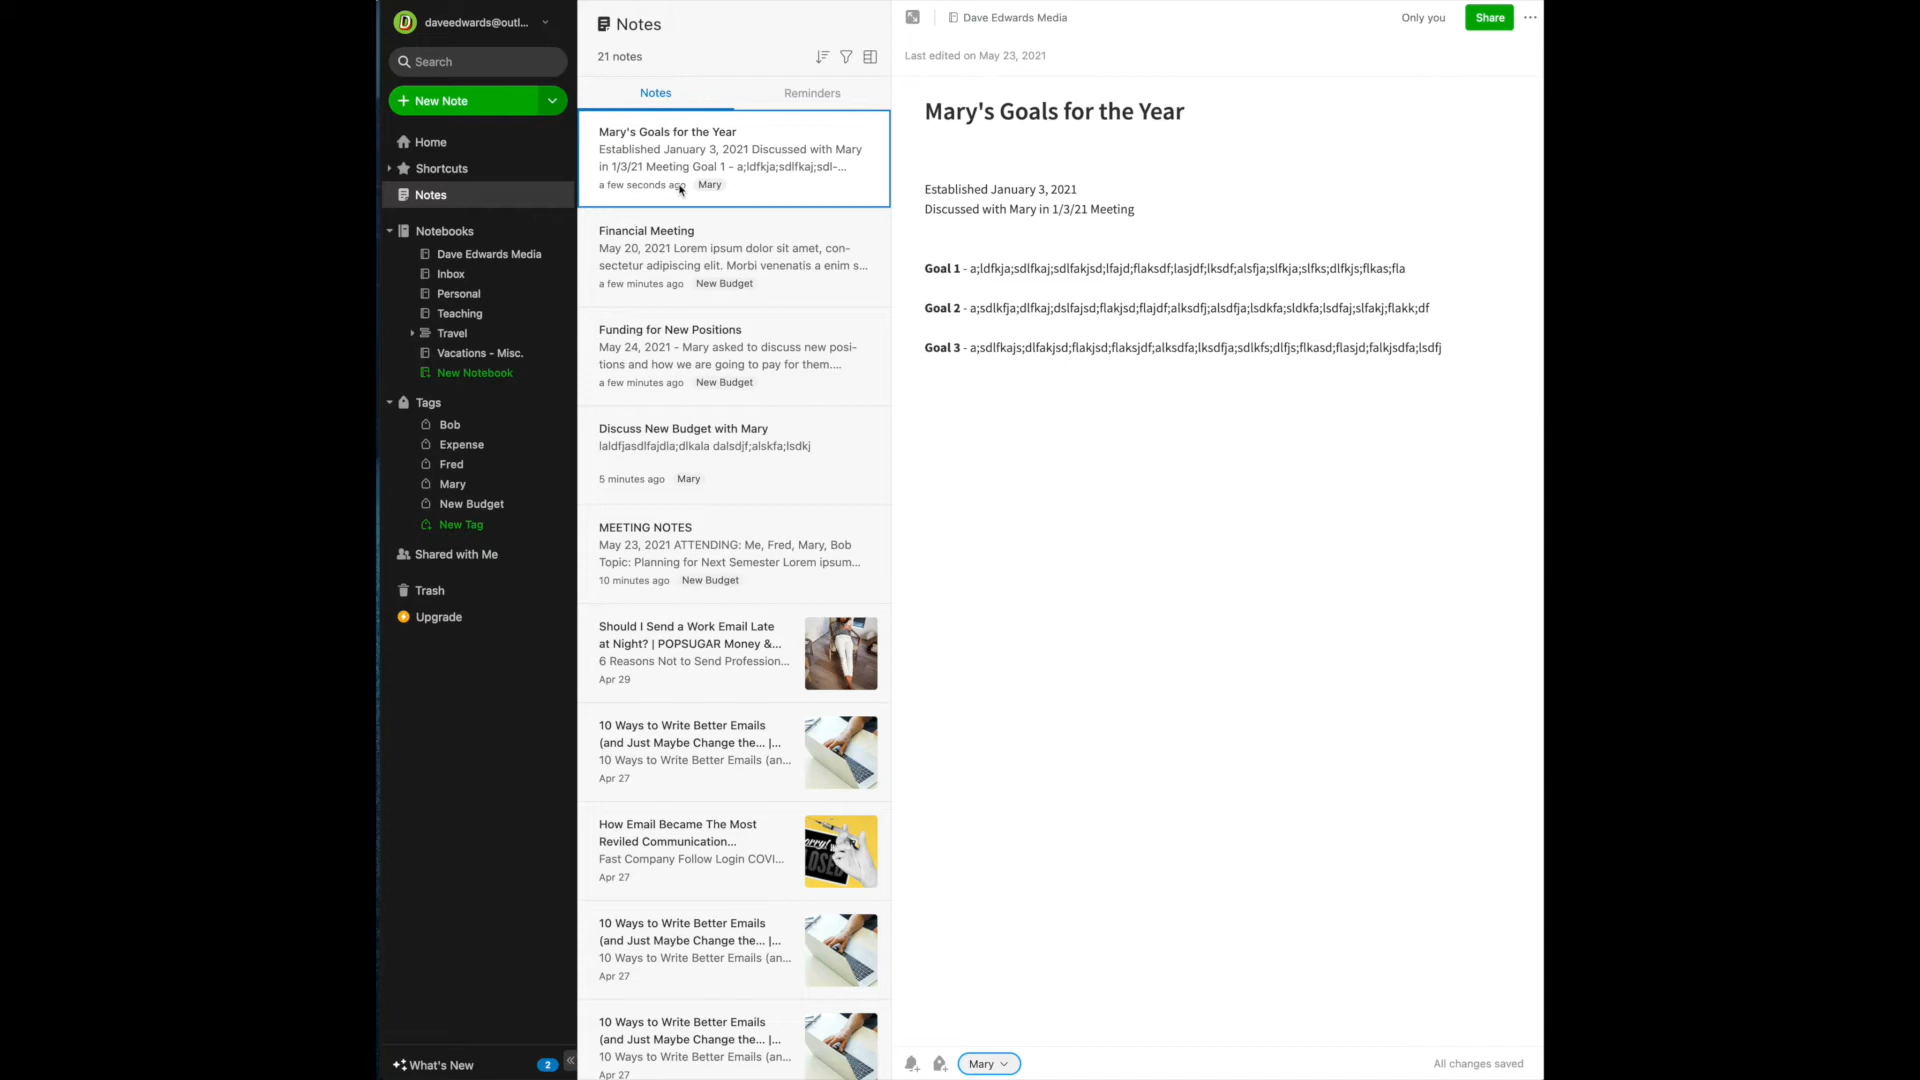 daveedwards@outl...
Search
New Note
Home
Shortcuts
Notes
Notebooks
Dave Edwards Media
Inbox
Personal
Teaching
Travel
Vacations - Misc.
New Notebook
Tags
Bob
Expense
Fred
Mary
New Budget
New Tag
Shared with Me
Trash
Upgrade
What's New
2
Notes
21 notes
Notes
Reminders
Mary's Goals for the Year
Established January 3, 2021 Discussed with Mary
in 1/3/21 Meeting Goal 1 - a;ldfkja;sdlfkaj;sdl-...
a few seconds ago Mary
Financial Meeting
May 20, 2021 Lorem ipsum dolor sit amet, con-
sectetur adipiscing elit. Morbi venenatis a enim s...
a few minutes ago New Budget
Funding for New Positions
May 24, 2021 - Mary asked to discuss new posi-
tions and how we are going to pay for them....
a few minutes ago New Budget
Discuss New Budget with Mary
laldfjasdlfajdla;dlkala dalsdjf;alskfa;lsdkj
5 minutes ago Mary
MEETING NOTES
May 23, 2021 ATTENDING: Me, Fred, Mary, Bob
Topic: Planning for Next Semester Lorem ipsum...
10 minutes ago New Budget
Should I Send a Work Email Late
at Night? | POPSUGAR Money &...
6 Reasons Not to Send Profession...
Apr 29
10 Ways to Write Better Emails
(and Just Maybe Change the... |...
10 Ways to Write Better Emails (an...
Apr 27
How Email Became The Most
Reviled Communication...
Fast Company Follow Login COVI...
Apr 27
10 Ways to Write Better Emails
(and Just Maybe Change the... |...
10 Ways to Write Better Emails (an...
Apr 27
10 Ways to Write Better Emails
(and Just Maybe Change the... |...
10 Ways to Write Better Emails (an...
Apr 27
Dave Edwards Media
Only you
Share
Last edited on May 23, 2021
Mary's Goals for the Year
Established January 3, 2021
Discussed with Mary in 1/3/21 Meeting
Goal 1 - a;ldfkja;sdlfkaj;sdlfakjsd;lfajd;flaksdf;lasjdf;lksdf;alsfja;slfkja;slfks;dlfkjs;flkas;fla
Goal 2 - a;sdlkfja;dlfkaj;dslfajsd;flakjsd;flajdf;alksdfj;alsdfja;lsdkfa;sldkfa;lsdfaj;slfakj;flakk;df
Goal 3 - a;sdlfkajs;dlfakjsd;flakjsd;flaksjdf;alksdfa;lksdfja;sdlkfs;dlfjs;flkasd;flasjd;falkjsdfa;lsdfj
Mary
All changes saved